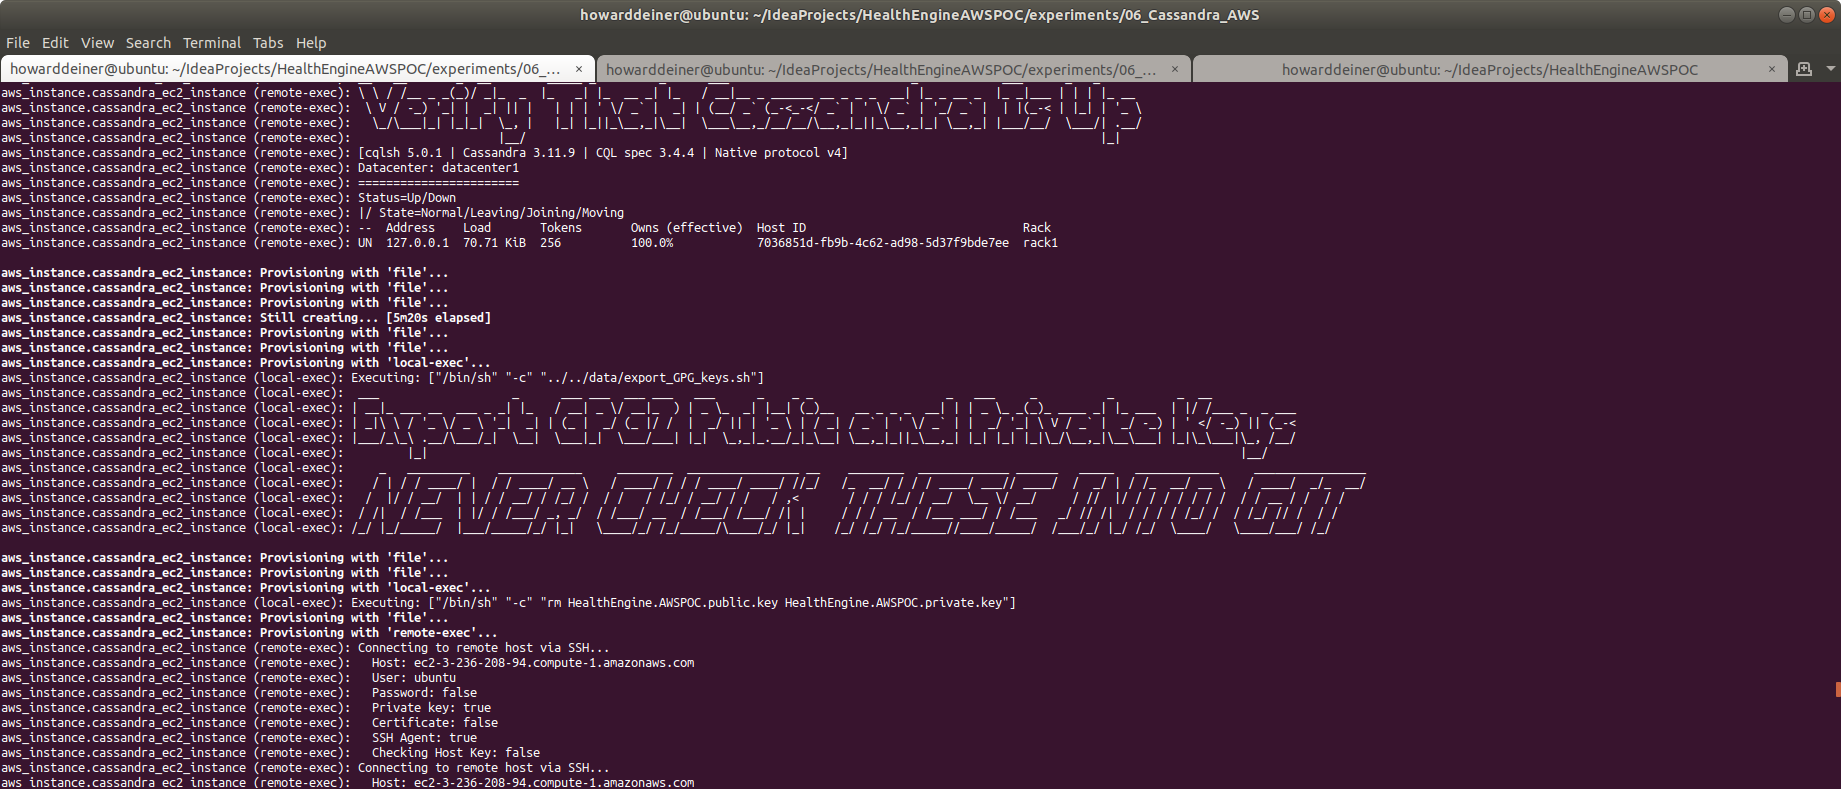 howarddeiner@ubuntu: ~/IdeaProjects/HealthEngineAWSPOC/experiments/06_Cassandra_AWS
File Edit View Search Terminal Tabs Help
howarddeiner@ubuntu: ~/IdeaProjects/HealthEngineAWSPOC/experiments/06_... × howarddeiner@ubuntu: ~/IdeaProjects/HealthEngineAWSPOC/experiments/06_... × howarddeiner@ubuntu: ~/IdeaProjects/HealthEngineAWSPOC ×
aws_instance.cassandra_ec2_instance (remote-exec):
aws_instance.cassandra_ec2_instance (remote-exec):
aws_instance.cassandra_ec2_instance (remote-exec):
aws_instance.cassandra_ec2_instance (remote-exec):
aws_instance.cassandra_ec2_instance (remote-exec): [cqlsh 5.0.1 | Cassandra 3.11.9 | CQL spec 3.4.4 | Native protocol v4]
aws_instance.cassandra_ec2_instance (remote-exec): Datacenter: datacenter1
aws_instance.cassandra_ec2_instance (remote-exec): =======================
aws_instance.cassandra_ec2_instance (remote-exec): Status=Up/Down
aws_instance.cassandra_ec2_instance (remote-exec): |/ State=Normal/Leaving/Joining/Moving
aws_instance.cassandra_ec2_instance (remote-exec): -- Address Load Tokens Owns (effective) Host ID Rack
aws_instance.cassandra_ec2_instance (remote-exec): UN 127.0.0.1 70.71 KiB 256 100.0% 7036851d-fb9b-4c62-ad98-5d37f9bde7ee rack1
aws_instance.cassandra_ec2_instance: Provisioning with 'file'...
aws_instance.cassandra_ec2_instance: Provisioning with 'file'...
aws_instance.cassandra_ec2_instance: Provisioning with 'file'...
aws_instance.cassandra_ec2_instance: Still creating... [5m20s elapsed]
aws_instance.cassandra_ec2_instance: Provisioning with 'file'...
aws_instance.cassandra_ec2_instance: Provisioning with 'file'...
aws_instance.cassandra_ec2_instance: Provisioning with 'local-exec'...
aws_instance.cassandra_ec2_instance (local-exec): Executing: ["/bin/sh" "-c" "../../data/export_GPG_keys.sh"]
aws_instance.cassandra_ec2_instance (local-exec):
aws_instance.cassandra_ec2_instance (local-exec):
aws_instance.cassandra_ec2_instance (local-exec): Export GPG Public and Private keys
aws_instance.cassandra_ec2_instance (local-exec):
aws_instance.cassandra_ec2_instance (local-exec):
aws_instance.cassandra_ec2_instance (local-exec):
aws_instance.cassandra_ec2_instance (local-exec):
aws_instance.cassandra_ec2_instance (local-exec): NEVER CHECK THESE INTO GIT
aws_instance.cassandra_ec2_instance (local-exec):
aws_instance.cassandra_ec2_instance (local-exec):
aws_instance.cassandra_ec2_instance: Provisioning with 'file'...
aws_instance.cassandra_ec2_instance: Provisioning with 'file'...
aws_instance.cassandra_ec2_instance: Provisioning with 'local-exec'...
aws_instance.cassandra_ec2_instance (local-exec): Executing: ["/bin/sh" "-c" "rm HealthEngine.AWSPOC.public.key HealthEngine.AWSPOC.private.key"]
aws_instance.cassandra_ec2_instance: Provisioning with 'file'...
aws_instance.cassandra_ec2_instance: Provisioning with 'remote-exec'...
aws_instance.cassandra_ec2_instance (remote-exec): Connecting to remote host via SSH...
aws_instance.cassandra_ec2_instance (remote-exec): Host: ec2-3-236-208-94.compute-1.amazonaws.com
aws_instance.cassandra_ec2_instance (remote-exec): User: ubuntu
aws_instance.cassandra_ec2_instance (remote-exec): Password: false
aws_instance.cassandra_ec2_instance (remote-exec): Private key: true
aws_instance.cassandra_ec2_instance (remote-exec): Certificate: false
aws_instance.cassandra_ec2_instance (remote-exec): SSH Agent: true
aws_instance.cassandra_ec2_instance (remote-exec): Checking Host Key: false
aws_instance.cassandra_ec2_instance (remote-exec): Connecting to remote host via SSH...
aws_instance.cassandra_ec2_instance (remote-exec): Host: ec2-3-236-208-94.compute-1.amazonaws.com